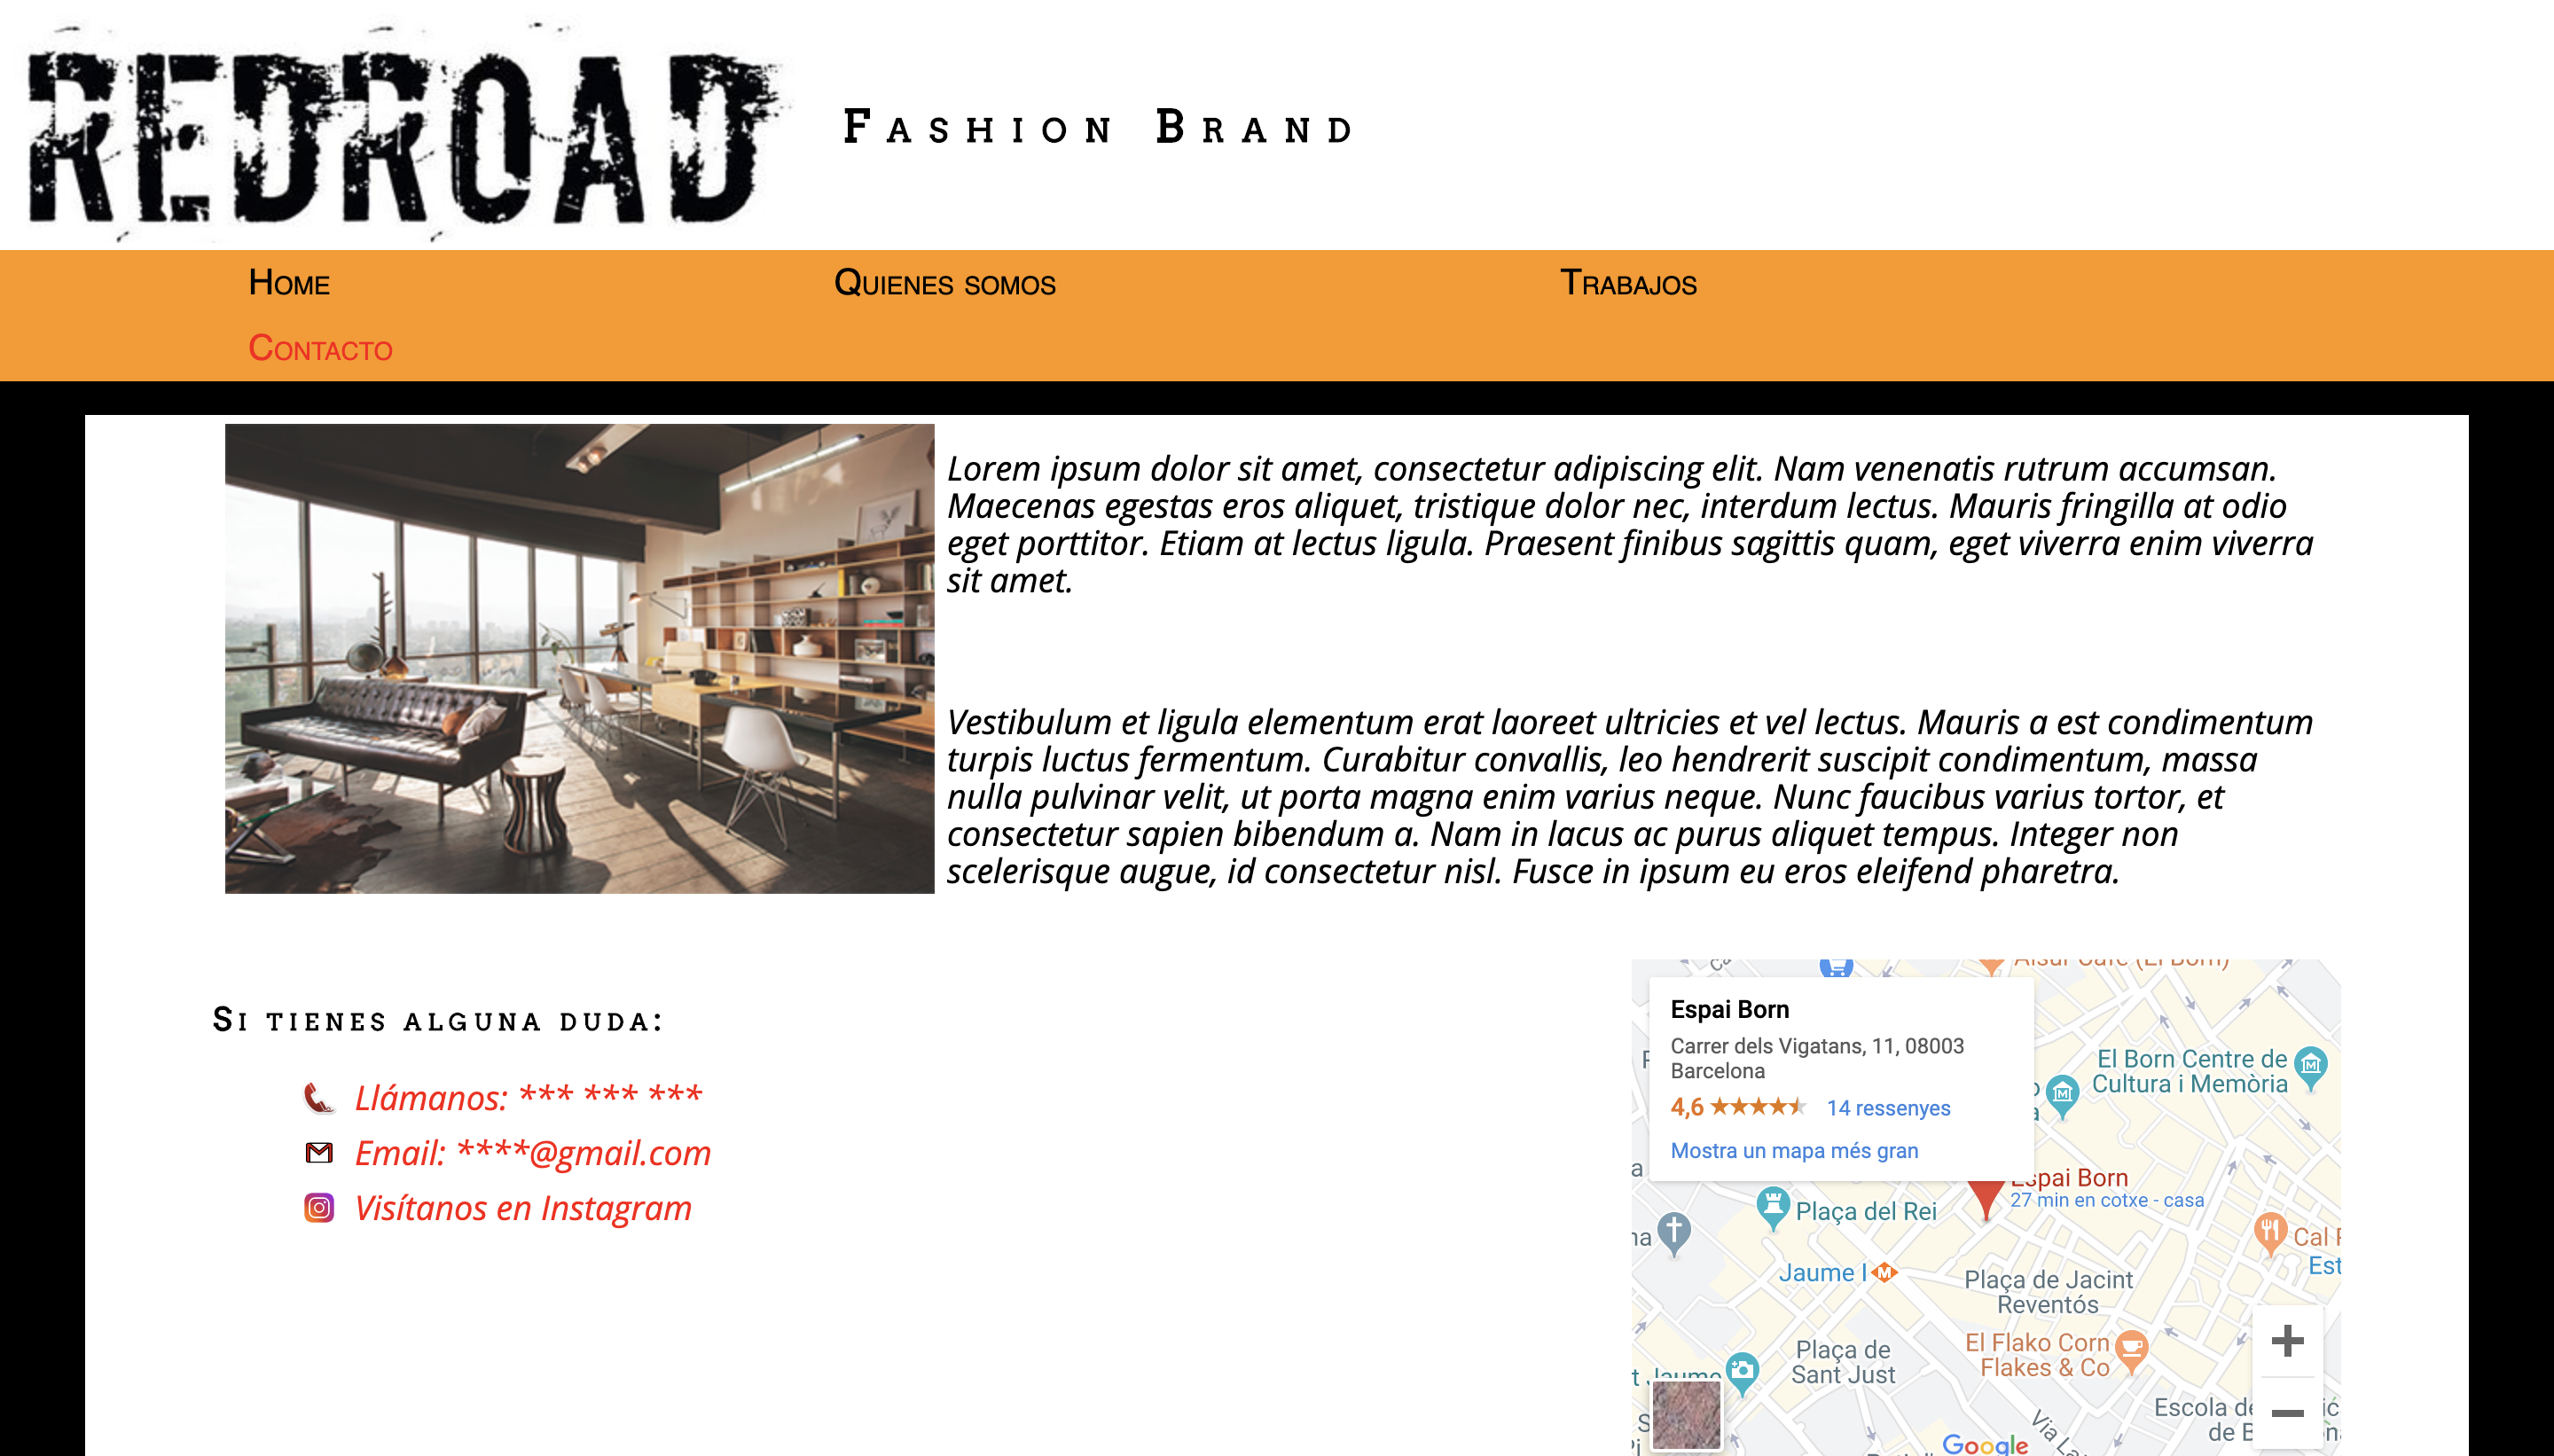 REDROAD
Fashion Brand
Home
Quienes somos
Trabajos
Contacto
Lorem ipsum dolor sit amet, consectetur adipiscing elit. Nam venenatis rutrum accumsan.
Maecenas egestas eros aliquet, tristique dolor nec, interdum lectus. Mauris fringilla at odio
eget porttitor. Etiam at lectus ligula. Praesent finibus sagittis quam, eget viverra enim viverra
sit amet.
Vestibulum et ligula elementum erat laoreet ultricies et vel lectus. Mauris a est condimentum
turpis luctus fermentum. Curabitur convallis, leo hendrerit suscipit condimentum, massa
nulla pulvinar velit, ut porta magna enim varius neque. Nunc faucibus varius tortor, et
consectetur sapien bibendum a. Nam in lacus ac purus aliquet tempus. Integer non
scelerisque augue, id consectetur nisl. Fusce in ipsum eu eros eleifend pharetra.
Si tienes alguna duda:
Llámanos: *** *** ***
Email: ****@gmail.com
Visítanos en Instagram
Espai Born
Carrer dels Vigatans, 11, 08003
Barcelona
4,6 ★★★★★ 14 ressenyes
Mostra un mapa més gran
El Born Centre de
Cultura i Memòria
Espai Born
27 min en cotxe - casa
Plaça del Rei
Cal
Jaume I
Plaça de Jacint
Reventós
El Flako Corn
Flakes & Co
Plaça de
Sant Just
t Jaume
Escola de
de B
Via La
Google